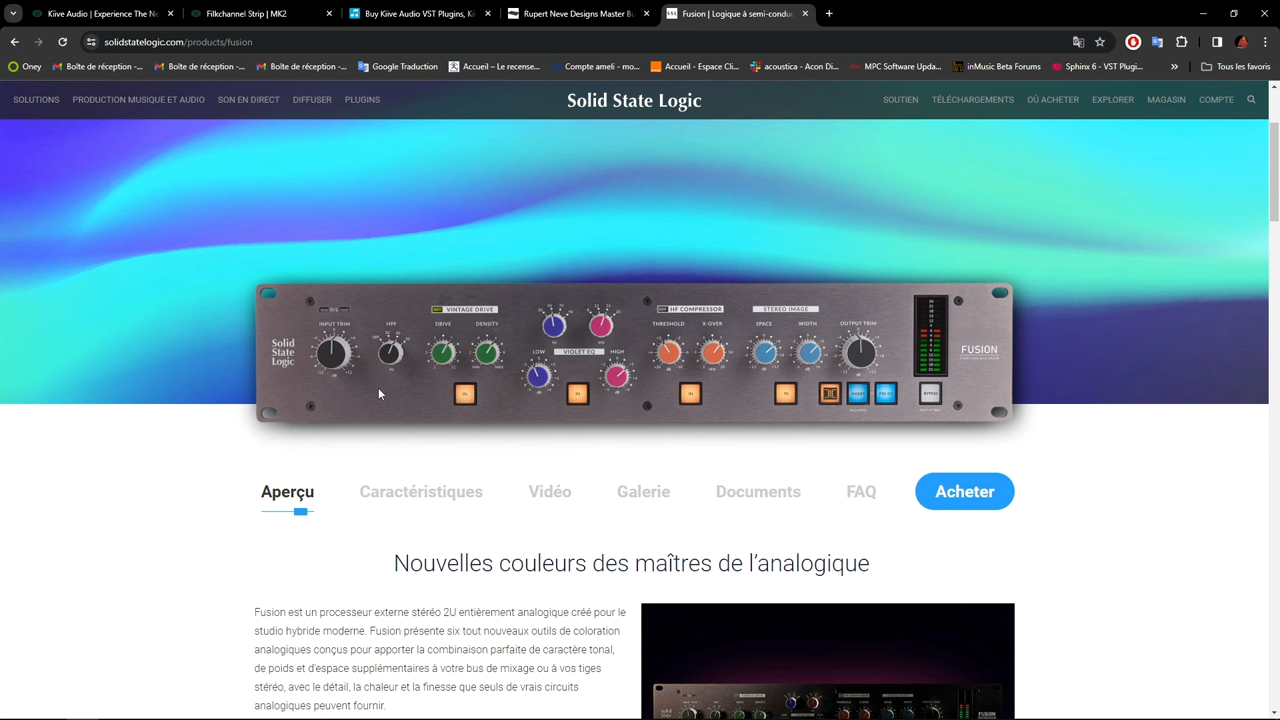 Kiive Audio | Experience The Ne
Filkchannel Strip | MK2
Buy Kiive Audio VST Plugins, Ki
Rupert Neve Designs Master Bu
Fusion | Logique à semi-conduc
solidstatelogic.com/products/fusion
Oney
Boîte de réception -...
Boîte de réception -...
Boîte de réception -...
Google Traduction
Accueil – Le recense...
Compte ameli - mo...
Accueil - Espace Cli...
acoustica - Acon Di...
MPC Software Upda...
inMusic Beta Forums
Sphinx 6 - VST Plugi...
Tous les favoris
SOLUTIONS PRODUCTION MUSIQUE ET AUDIO SON EN DIRECT DIFFUSER PLUGINS
Solid State Logic
SOUTIEN TÉLÉCHARGEMENTS OÙ ACHETER EXPLORER MAGASIN COMPTE
VINTAGE DRIVE
HF COMPRESSOR
STEREO IMAGE
INPUT TRIM
HPF
DRIVE
DENSITY
THRESHOLD
X-OVER
SPACE
WIDTH
OUTPUT TRIM
Solid
State
Logic
LOW
VIOLET EQ
HIGH
FUSION
IN
IN
IN
IN
BYPASS
Aperçu
Caractéristiques
Vidéo
Galerie
Documents
FAQ
Acheter
Nouvelles couleurs des maîtres de l’analogique
Fusion est un processeur externe stéréo 2U entièrement analogique créé pour le
studio hybride moderne. Fusion présente six tout nouveaux outils de coloration
analogiques conçus pour apporter la combinaison parfaite de caractère tonal,
de poids et d'espace supplémentaires à votre bus de mixage ou à vos tiges
stéréo, avec le détail, la chaleur et la finesse que seuls de vrais circuits
analogiques peuvent fournir.